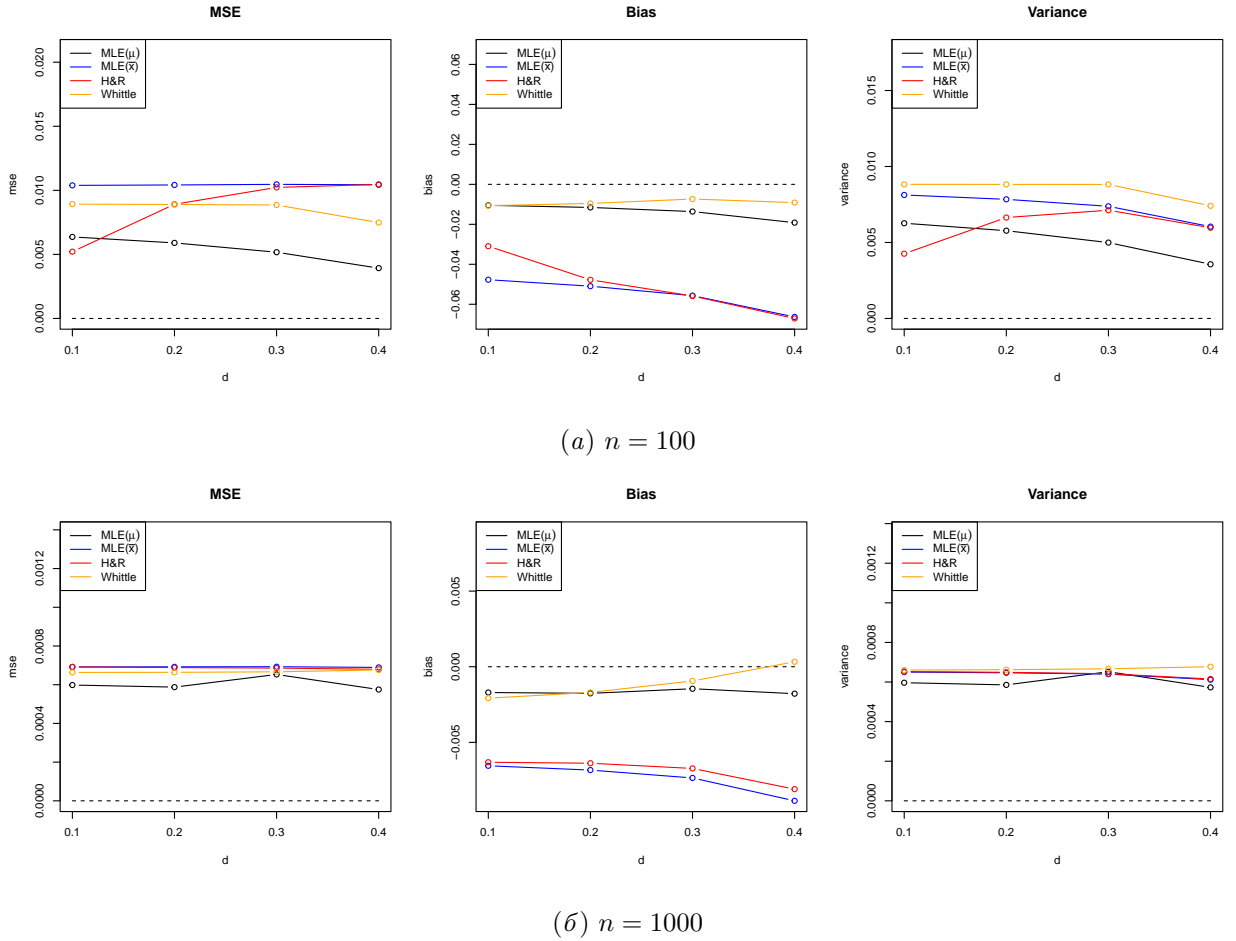 MSE
Bias
Variance
MLE(μ)
MLE(x̅)
H&R
Whittle
MLE(μ)
MLE(x̅)
H&R
Whittle
MLE(μ)
MLE(x̅)
H&R
Whittle
mse
0.000
0.005
0.010
0.015
0.020
0.1
0.2
0.3
0.4
d
bias
−0.06
−0.04
−0.02
0.00
0.02
0.04
0.06
0.1
0.2
0.3
0.4
d
variance
0.000
0.005
0.010
0.015
0.1
0.2
0.3
0.4
d
(а) n = 100
MSE
Bias
Variance
MLE(μ)
MLE(x̅)
H&R
Whittle
MLE(μ)
MLE(x̅)
H&R
Whittle
MLE(μ)
MLE(x̅)
H&R
Whittle
mse
0.0000
0.0004
0.0008
0.0012
0.1
0.2
0.3
0.4
d
bias
−0.005
0.000
0.005
0.1
0.2
0.3
0.4
d
variance
0.0000
0.0004
0.0008
0.0012
0.1
0.2
0.3
0.4
d
(б) n = 1000